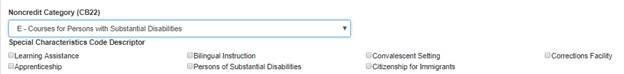 Noncredit Category (CB22)
E - Courses for Persons with Substantial Disabilities
Special Characteristics Code Descriptor
Learning Assistance Bilingual Instruction Convalescent Setting Corrections Facility
Apprenticeship Persons of Substantial Disabilities Citizenship for Immigrants